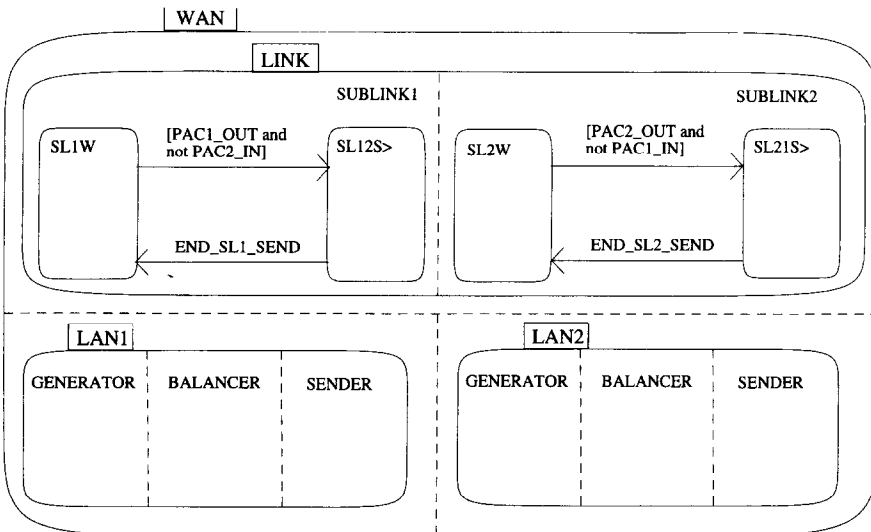 WAN
LINK
SUBLINK1
SUBLINK2
SL1W
[PAC1_OUT and
not PAC2_IN]
SL12S>
END_SL1_SEND
SL2W
[PAC2_OUT and
not PAC1_IN]
SL21S>
END_SL2_SEND
LAN1
GENERATOR
BALANCER
SENDER
LAN2
GENERATOR
BALANCER
SENDER